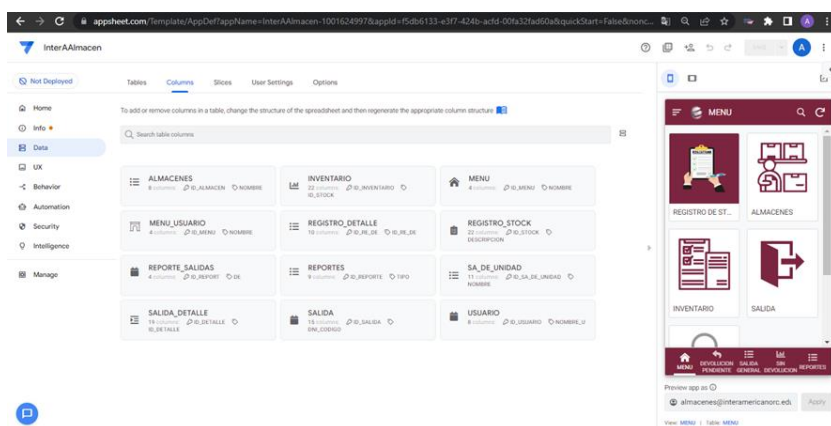 appsheet.com/Template/AppDef?appName=InterAAlmacen-1001624997&appId=f5db6133-e3f7-424b-acfd-00fa32fad60a&quickStart=False&nonc...
InterAAlmacen
A
Not Deployed
Tables Columns Slices User Settings Options
Home
Info
Data
UX
Behavior
Automation
Security
Intelligence
Manage
To add or remove columns in a table, change the structure of the spreadsheet and then regenerate the appropriate column structure
Search table columns
ALMACENES
8 columns: ID_ALMACEN NOMBRE
INVENTARIO
22 columns: ID_INVENTARIO
ID_STOCK
MENU
4 columns: ID_MENU NOMBRE
MENU_USUARIO
4 columns: ID_MENU NOMBRE
REGISTRO_DETALLE
10 columns: ID_RE_DE ID_RE_DE
REGISTRO_STOCK
22 columns: ID_STOCK
DESCRIPCION
REPORTE_SALIDAS
4 columns: ID_REPORT DE
REPORTES
9 columns: ID_REPORTE TIPO
SA_DE_UNIDAD
11 columns: ID_SA_DE_UNIDAD
NOMBRE
SALIDA_DETALLE
19 columns: ID_DETALLE
ID_DETALLE
SALIDA
18 columns: ID_SALIDA
DNI_CODIGO
USUARIO
8 columns: ID_USUARIO NOMBRE_U
MENU
REGISTRO DE ST...
ALMACENES
INVENTARIO
SALIDA
MENU
DEVOLUCION PENDIENTE
SALIDA GENERAL
SIN DEVOLUCION
REPORTES
Preview app as
almacenes@interamericanorc.edu
Apply
View: MENU | Table: MENU